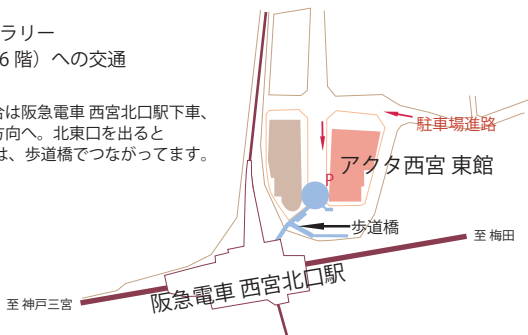 ラリー
6 階）への交通
合は阪急電車 西宮北口駅下車、
方向へ。北東口を出ると
は、歩道橋でつながってます。
駐車場進路
アクタ西宮 東館
P
歩道橋
至 梅田
阪急電車 西宮北口駅
至 神戸三宮